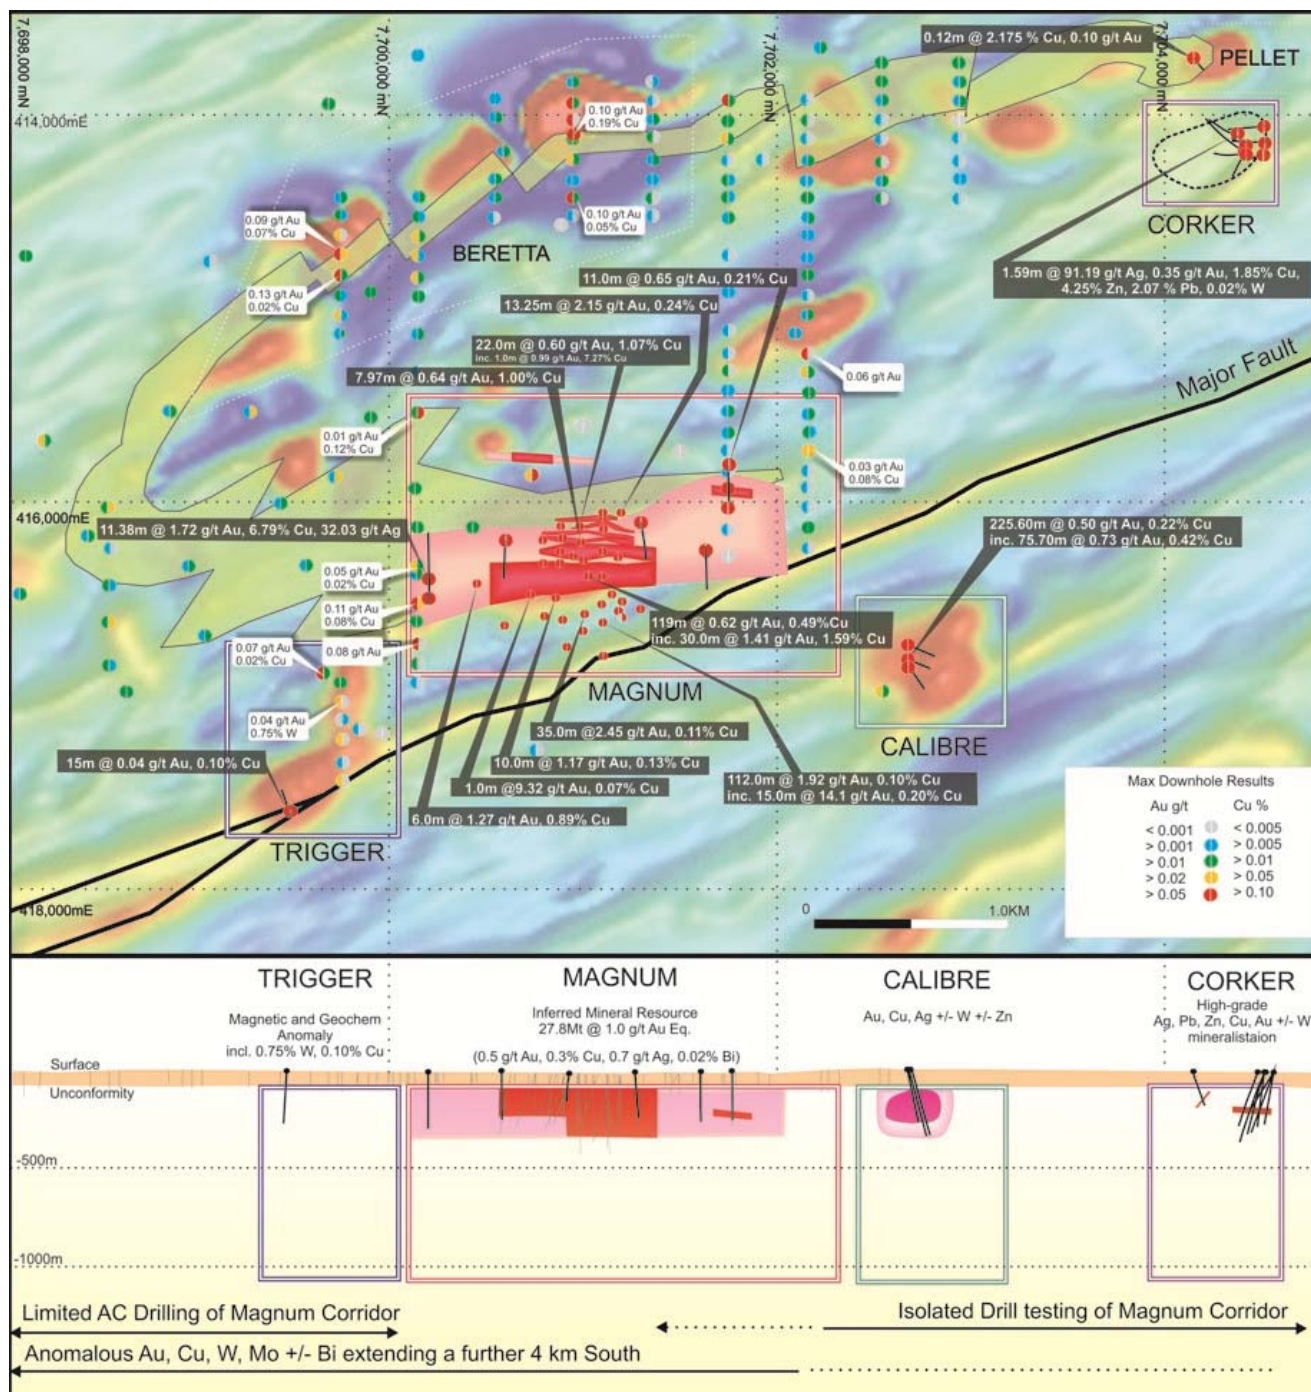 7,698,000 mN
7,700,000 mN
7,702,000 mN
7,704,000 mN
0.12m @ 2.175 % Cu, 0.10 g/t Au
PELLET
414,000mE
0.10 g/t Au
0.19% Cu
0.09 g/t Au
0.07% Cu
0.10 g/t Au
0.05% Cu
BERETTA
CORKER
0.13 g/t Au
0.02% Cu
11.0m @ 0.65 g/t Au, 0.21% Cu
1.59m @ 91.19 g/t Ag, 0.35 g/t Au, 1.85% Cu,
4.25% Zn, 2.07 % Pb, 0.02% W
13.25m @ 2.15 g/t Au, 0.24% Cu
22.0m @ 0.60 g/t Au, 1.07% Cu
inc. 1.0m @ 0.99 g/t Au, 7.27% Cu
7.97m @ 0.64 g/t Au, 1.00% Cu
0.06 g/t Au
Major Fault
0.01 g/t Au
0.12% Cu
0.03 g/t Au
0.08% Cu
416,000mE
11.38m @ 1.72 g/t Au, 6.79% Cu, 32.03 g/t Ag
225.60m @ 0.50 g/t Au, 0.22% Cu
inc. 75.70m @ 0.73 g/t Au, 0.42% Cu
0.05 g/t Au
0.02% Cu
0.11 g/t Au
0.08% Cu
119m @ 0.62 g/t Au, 0.49%Cu
inc. 30.0m @ 1.41 g/t Au, 1.59% Cu
0.07 g/t Au
0.02% Cu
0.08 g/t Au
MAGNUM
0.04 g/t Au
0.75% W
35.0m @2.45 g/t Au, 0.11% Cu
CALIBRE
15m @ 0.04 g/t Au, 0.10% Cu
10.0m @ 1.17 g/t Au, 0.13% Cu
1.0m @9.32 g/t Au, 0.07% Cu
112.0m @ 1.92 g/t Au, 0.10% Cu
inc. 15.0m @ 14.1 g/t Au, 0.20% Cu
6.0m @ 1.27 g/t Au, 0.89% Cu
TRIGGER
Max Downhole Results
Au g/t Cu %
< 0.001 < 0.005
> 0.001 > 0.005
> 0.01 > 0.01
> 0.02 > 0.05
> 0.05 > 0.10
418,000mE
0 1.0KM
TRIGGER
MAGNUM
CALIBRE
CORKER
Magnetic and Geochem
Anomaly
incl. 0.75% W, 0.10% Cu
Inferred Mineral Resource
27.8Mt @ 1.0 g/t Au Eq.
(0.5 g/t Au, 0.3% Cu, 0.7 g/t Ag, 0.02% Bi)
Au, Cu, Ag +/- W +/- Zn
High-grade
Ag, Pb, Zn, Cu, Au +/- W
mineralistaion
Surface
Unconformity
-500m
-1000m
Limited AC Drilling of Magnum Corridor
Isolated Drill testing of Magnum Corridor
Anomalous Au, Cu, W, Mo +/- Bi extending a further 4 km South